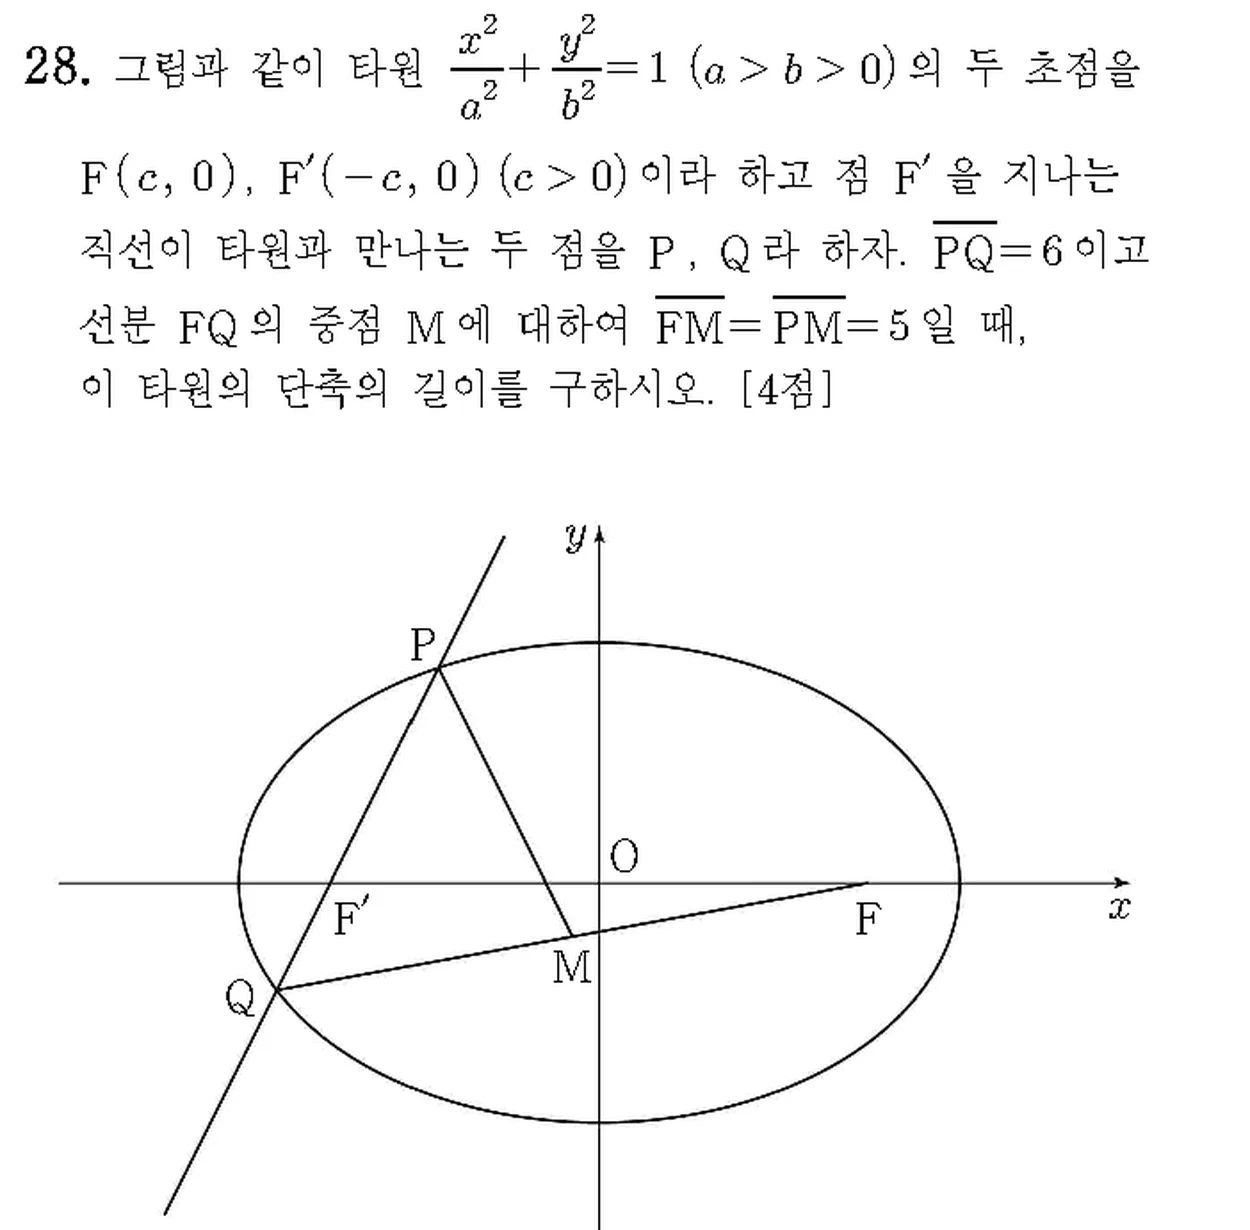 28. 그림과 같이 타원 x²/a² + y²/b² = 1 (a > b > 0)의 두 초점을
F(c, 0), F′(−c, 0) (c > 0)이라 하고 점 F′을 지나는
직선이 타원과 만나는 두 점을 P, Q라 하자. P̅Q̅=6이고
선분 FQ의 중점 M에 대하여 F̅M̅=P̅M̅=5일 때,
이 타원의 단축의 길이를 구하시오. [4점]
y
P
O
F′
F
x
M
Q